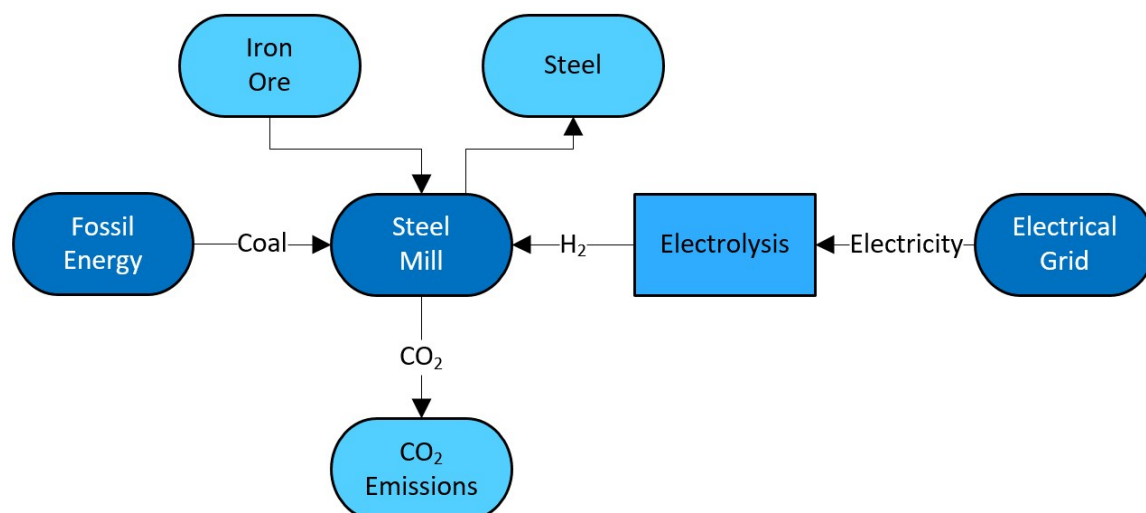 Iron
Ore
Steel
Fossil
Energy
Coal
Steel
Mill
H₂
Electrolysis
Electricity
Electrical
Grid
CO₂
CO₂
Emissions